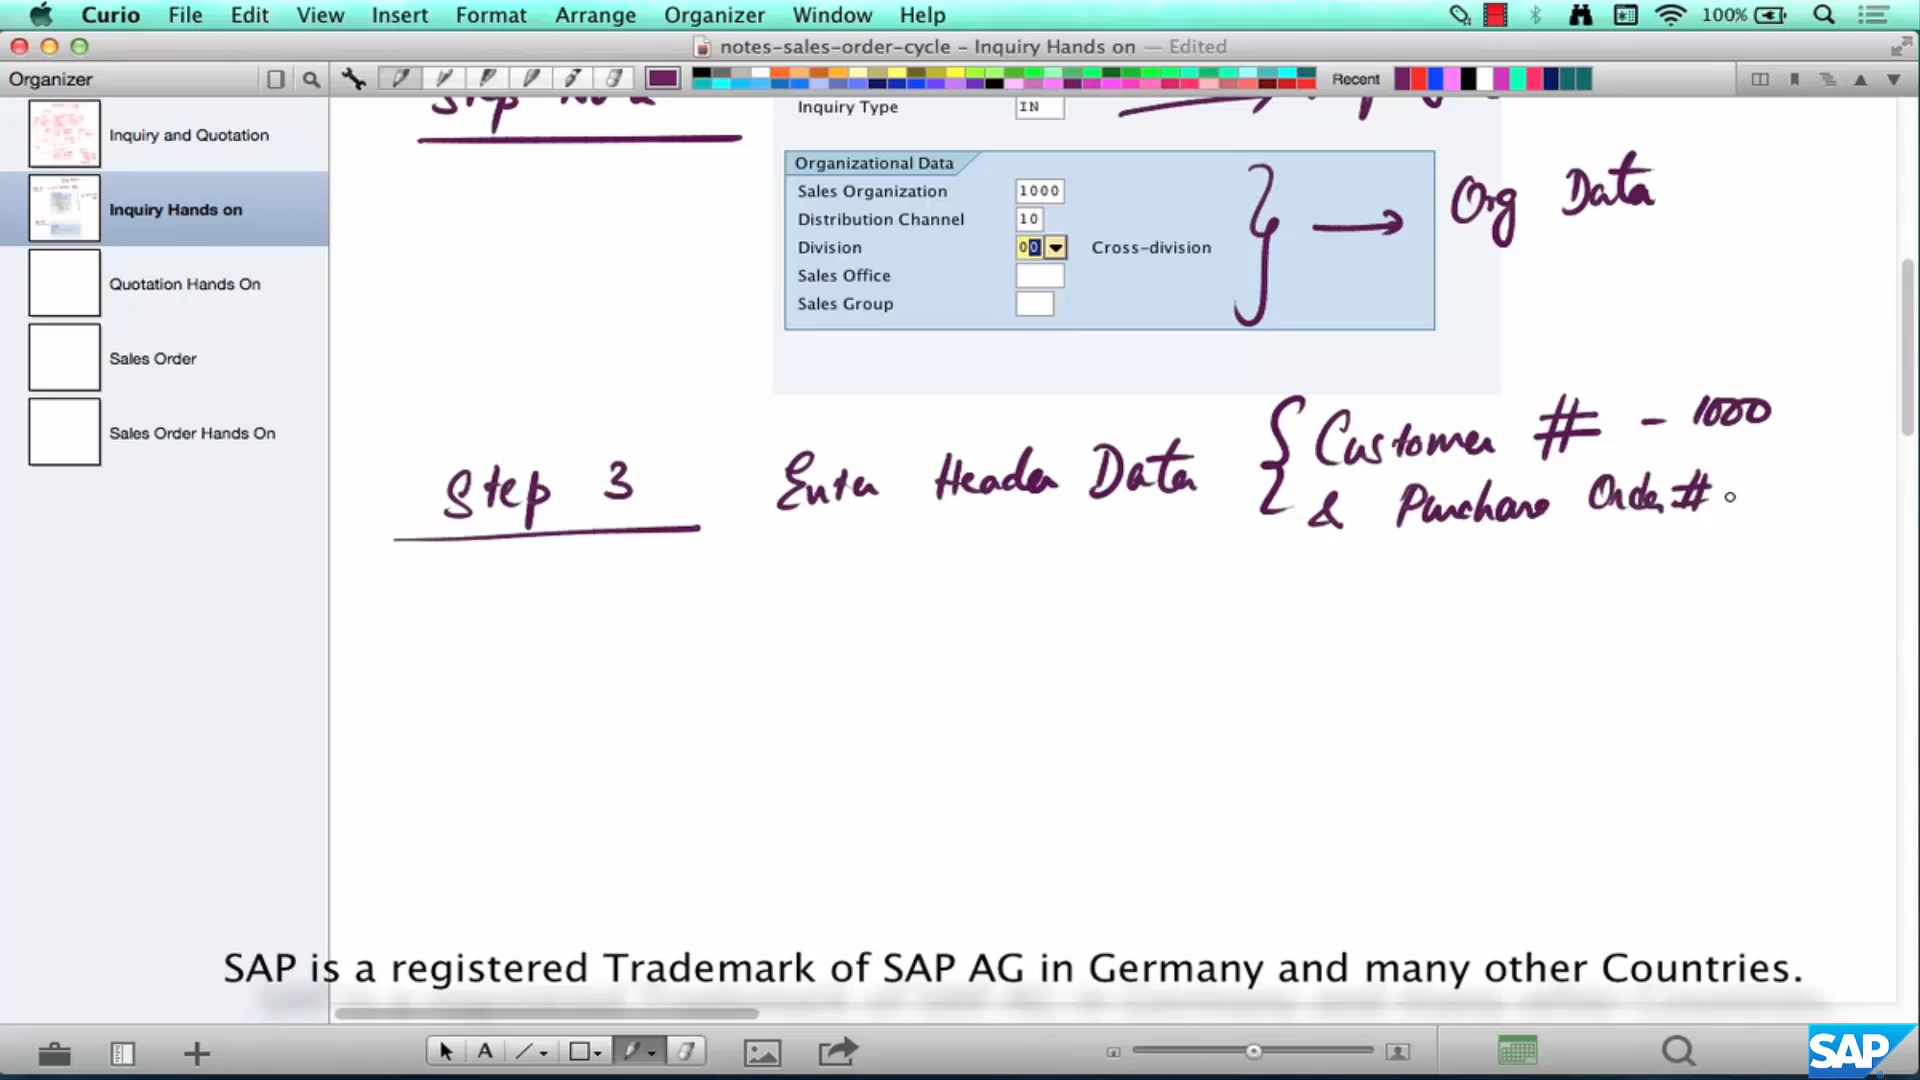 Curio File Edit View Insert Format Arrange Organizer Window Help 100%
notes-sales-order-cycle – Inquiry Hands on — Edited
Organizer Recent
Inquiry and Quotation
Inquiry Hands on
Quotation Hands On
Sales Order
Sales Order Hands On
Step No 2
Inquiry Type IN
Organizational Data
Sales Organization 1000
Distribution Channel 10
Division 00 Cross-division
Sales Office
Sales Group
Org Data
Step 3 Enter Header Data { Customer # - 1000
& Purchase Order #
SAP is a registered Trademark of SAP AG in Germany and many other Countries.
A
SAP